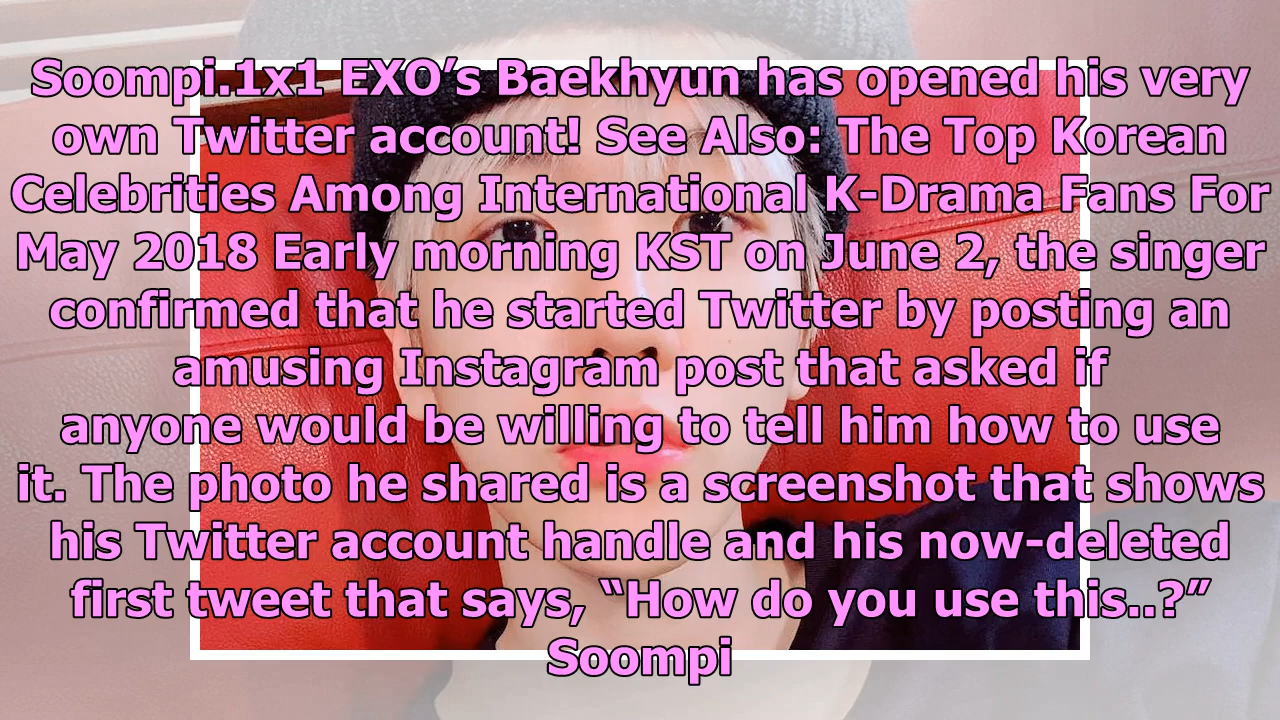 Soompi.1x1 EXO’s Baekhyun has opened his very
own Twitter account! See Also: The Top Korean
Celebrities Among International K-Drama Fans For
May 2018 Early morning KST on June 2, the singer
confirmed that he started Twitter by posting an
amusing Instagram post that asked if
anyone would be willing to tell him how to use
it. The photo he shared is a screenshot that shows
his Twitter account handle and his now-deleted
first tweet that says, “How do you use this..?”
Soompi